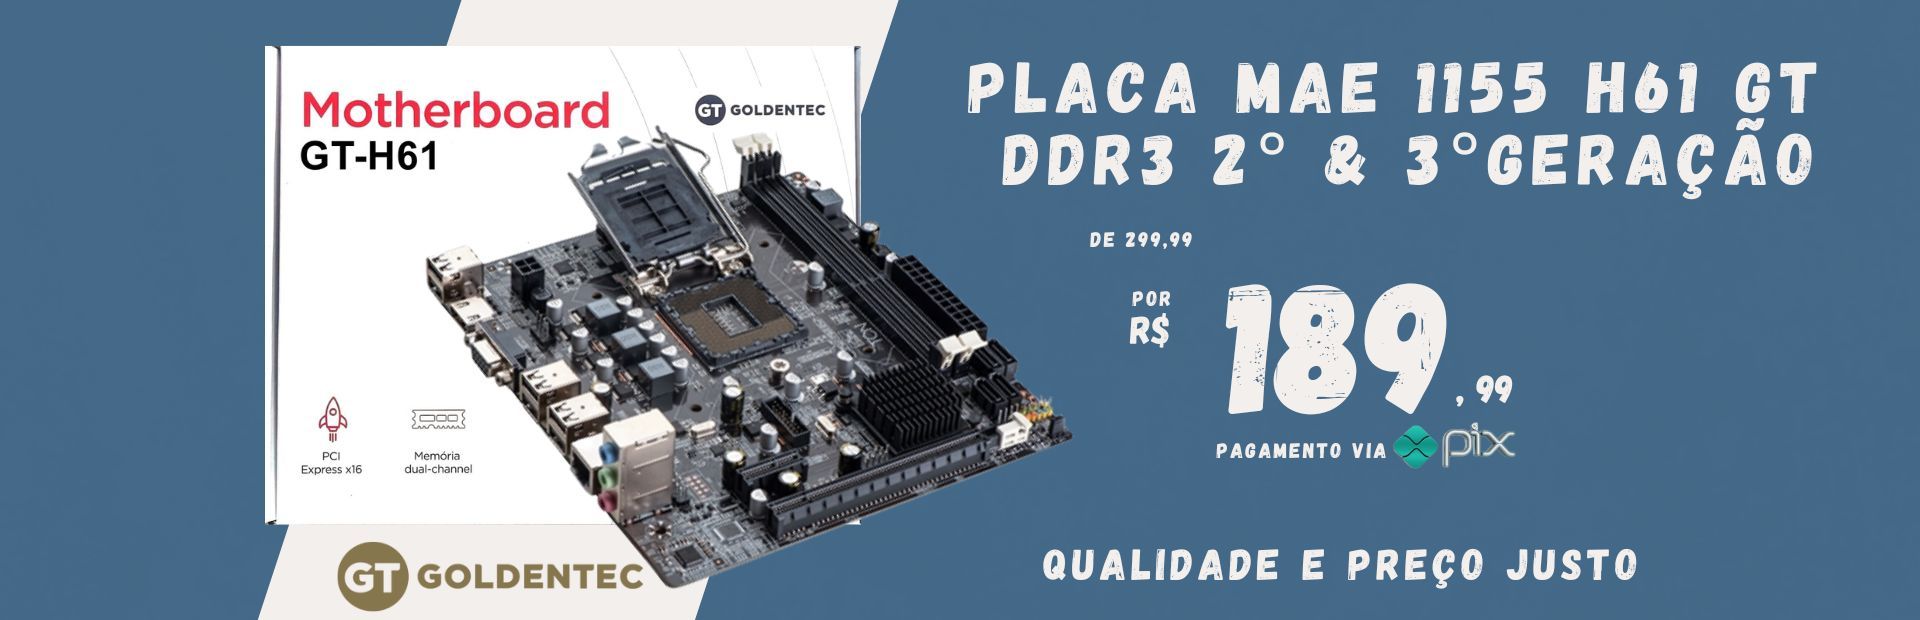 Motherboard
GT-H61
GT GOLDENTEC
PCI
Express x16
Memória
dual-channel
GT GOLDENTEC
PLACA MAE 1155 H61 GT
DDR3 2° & 3°GERAÇÃO
DE 299,99
POR
R$ 189,99
PAGAMENTO VIA pix
QUALIDADE E PREÇO JUSTO